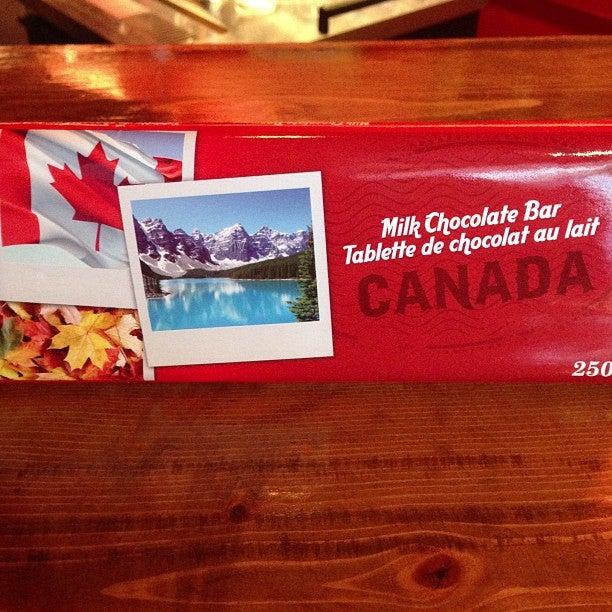 Milk Chocolate Bar
Tablette de chocolat au lait
CANADA
250